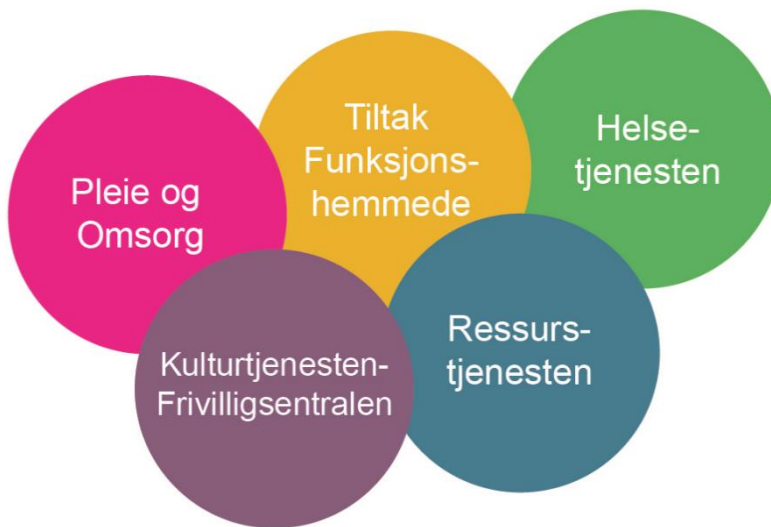 Pleie og
Omsorg
Tiltak
Funksjons-
hemmede
Helse-
tjenesten
Kulturtjenesten-
Frivilligsentralen
Ressurs-
tjenesten